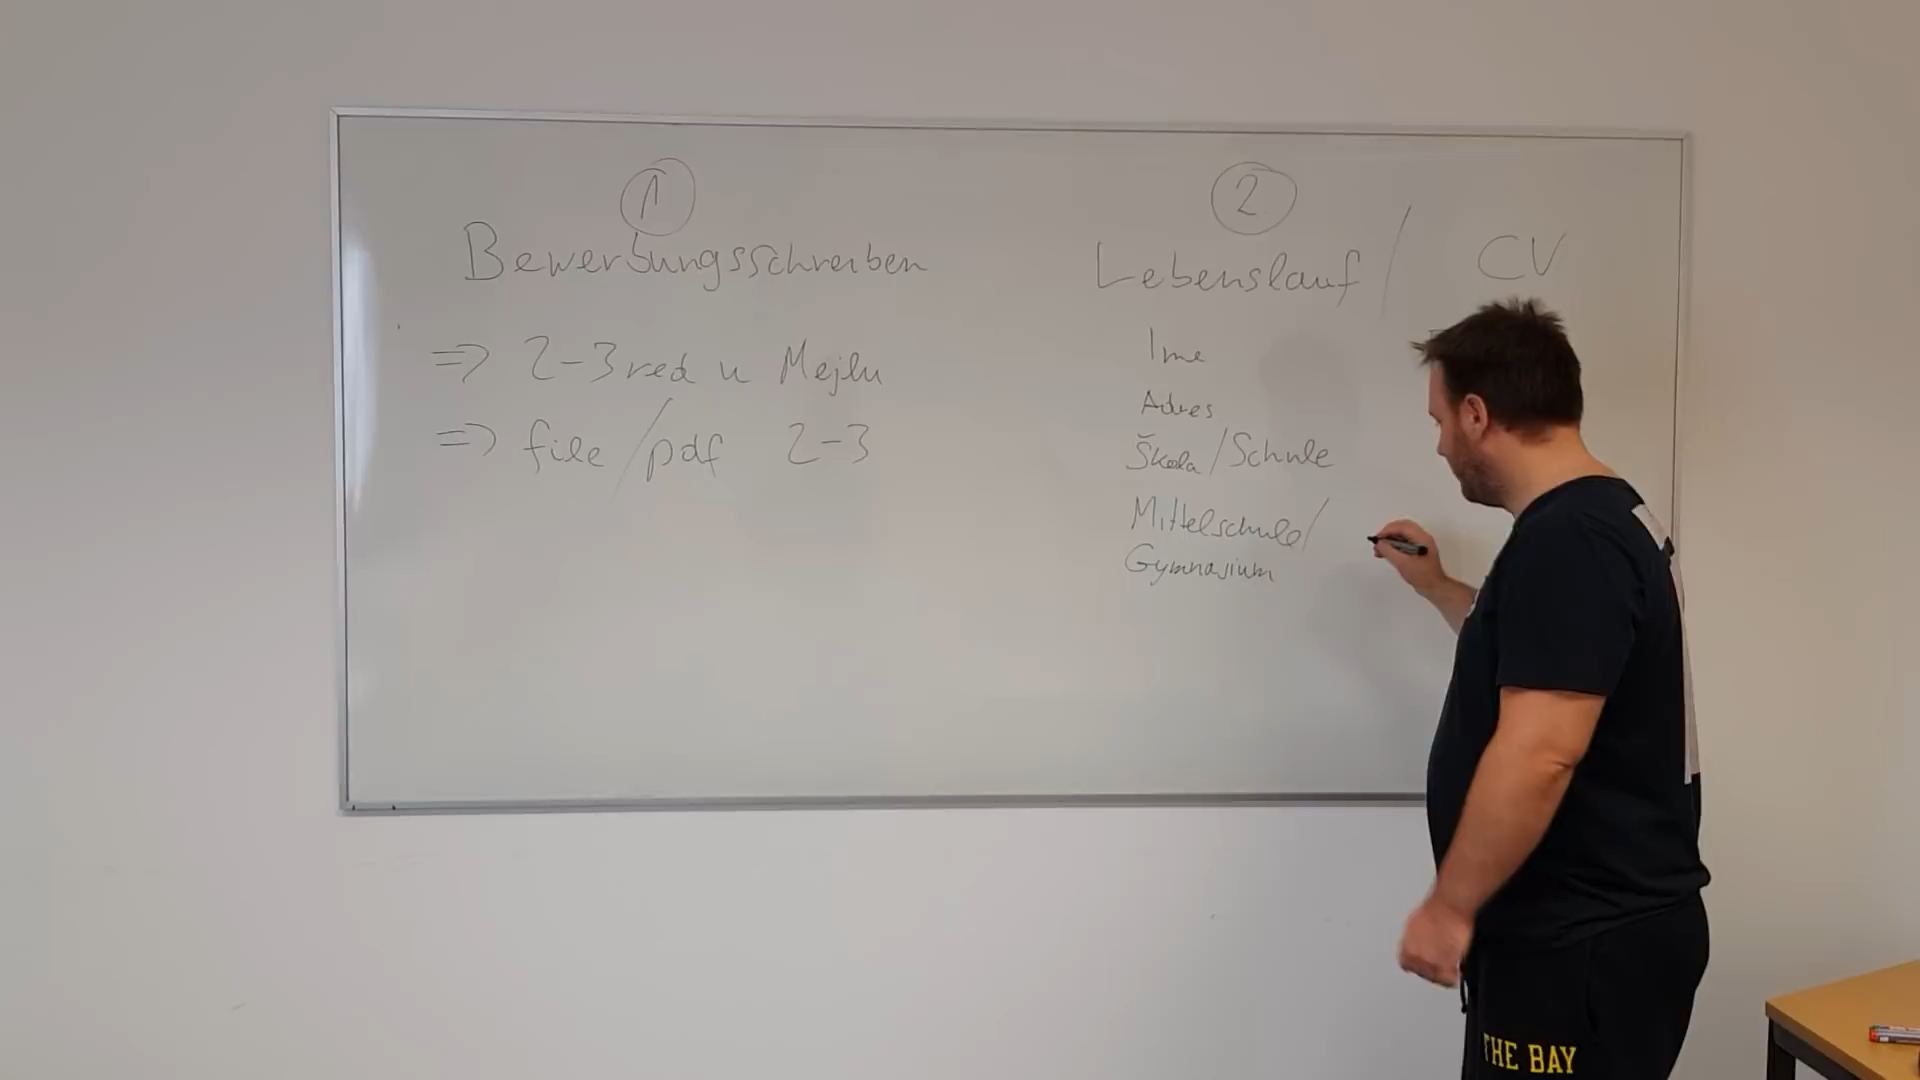 1
Bewerbungsschreiben
=> 2-3 red u Mejlu
=> file / pdf 2-3
2
Lebenslauf / CV
Ime
Adres
Škola / Schule
Mittelschule /
Gymnasium
THE BAY